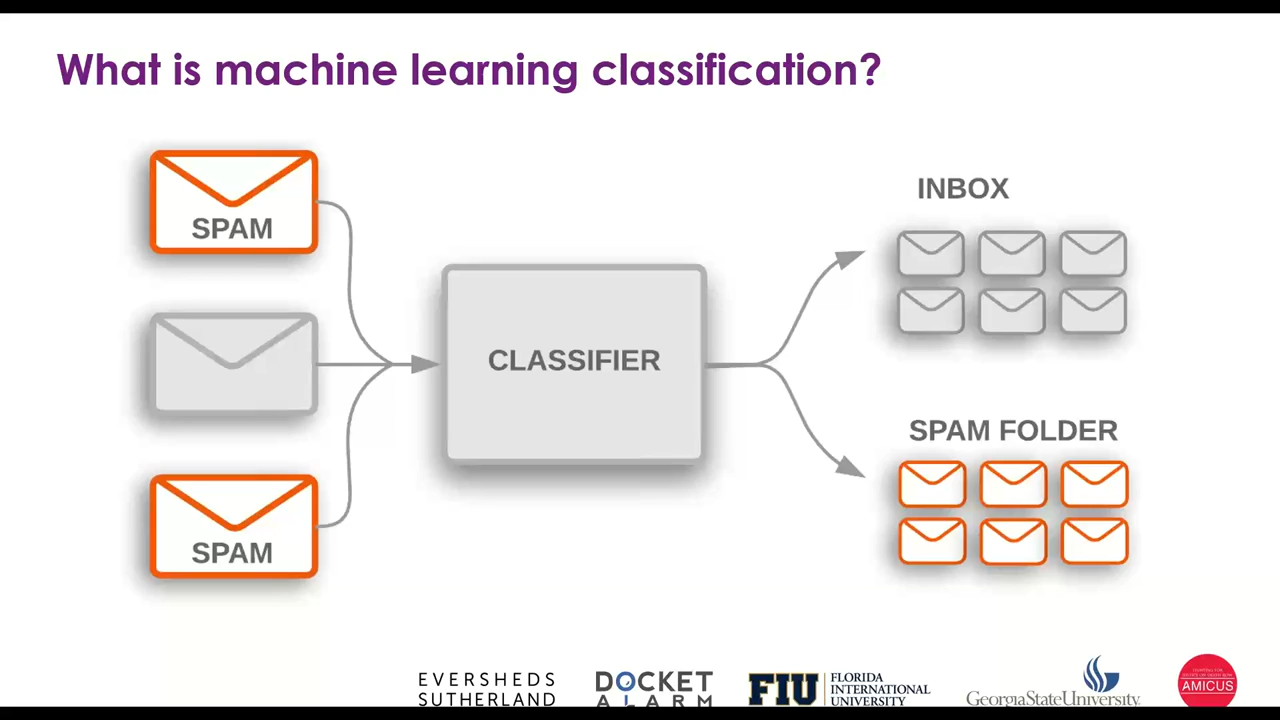 What is machine learning classification?
SPAM
SPAM
CLASSIFIER
INBOX
SPAM FOLDER
EVERSHEDS
SUTHERLAND
DOCKET
ALARM
FIU
FLORIDA
INTERNATIONAL
UNIVERSITY
GeorgiaStateUniversity
AMICUS